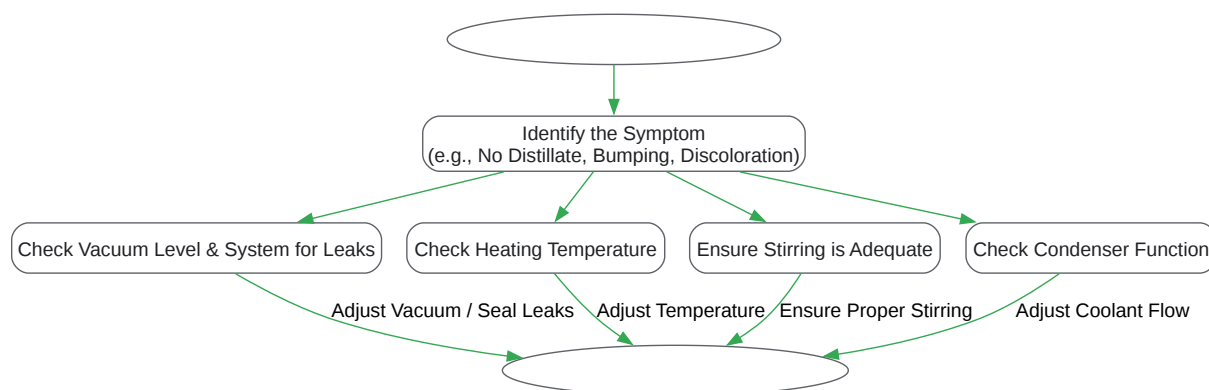 Identify the Symptom
(e.g., No Distillate, Bumping, Discoloration)
Check Vacuum Level & System for Leaks
Check Heating Temperature
Ensure Stirring is Adequate
Check Condenser Function
Adjust Vacuum / Seal Leaks
Adjust Temperature
Ensure Proper Stirring
Adjust Coolant Flow